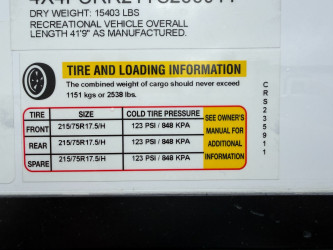 DRY WEIGHT: 15403 LBS
RECREATIONAL VEHICLE OVERALL
LENGTH 41'9" AS MANUFACTURED.
TIRE AND LOADING INFORMATION
The combined weight of cargo should never exceed
1151 kgs or 2538 lbs.
TIRE SIZE COLD TIRE PRESSURE
FRONT 215/75R17.5/H 123 PSI / 848 KPA
REAR 215/75R17.5/H 123 PSI / 848 KPA
SPARE 215/75R17.5/H 123 PSI / 848 KPA
SEE OWNER'S
MANUAL FOR
ADDITIONAL
INFORMATION
CRS235911